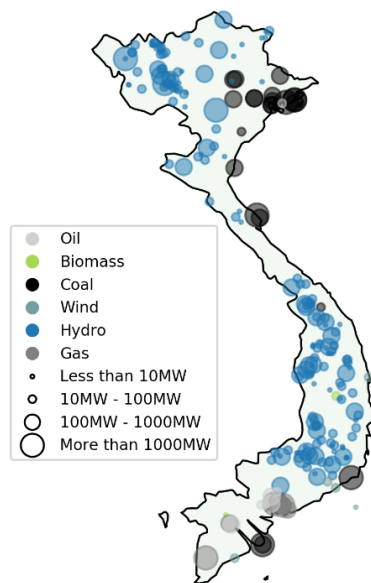 Oil
Biomass
Coal
Wind
Hydro
Gas
Less than 10MW
10MW - 100MW
100MW - 1000MW
More than 1000MW